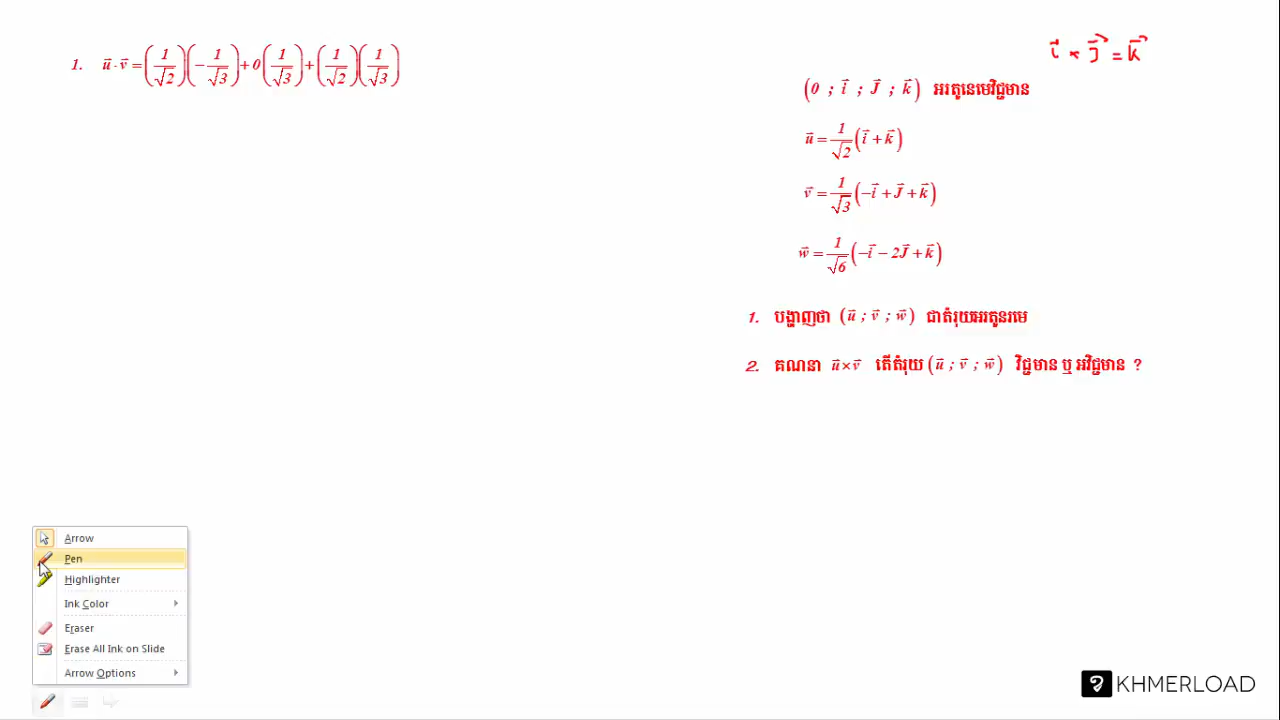 1. u⃗ · v⃗ = (1/√2)(−1/√3) + 0(1/√3) + (1/√2)(1/√3)
i⃗ × j⃗ = k⃗
(0 ; i⃗ ; J⃗ ; k⃗) អរតូនេមេវិជ្ជមាន
u⃗ = 1/√2 (i⃗ + k⃗)
v⃗ = 1/√3 (−i⃗ + J⃗ + k⃗)
w⃗ = 1/√6 (−i⃗ − 2J⃗ + k⃗)
1. បង្ហាញថា (u⃗ ; v⃗ ; w⃗) ជាតំរុយអរតូនរមេ
2. គណនា u⃗×v⃗ តើតំរុយ (u⃗ ; v⃗ ; w⃗) វិជ្ជមាន ឬ អវិជ្ជមាន ?
Arrow
Pen
Highlighter
Ink Color
Eraser
Erase All Ink on Slide
Arrow Options
KHMERLOAD